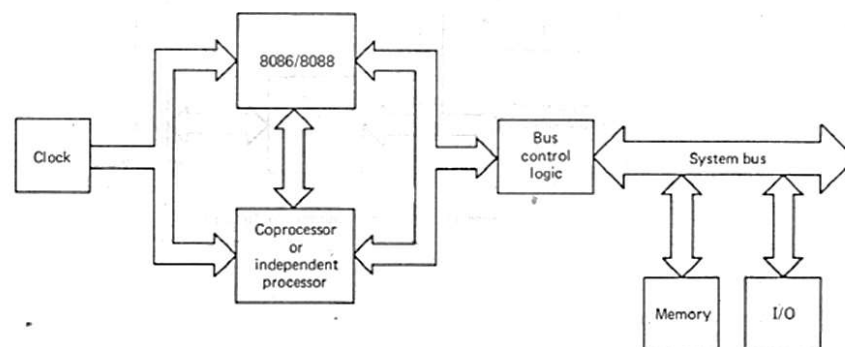 8086/8088
Clock
Bus
control
logic
System bus
Coprocessor
or
independent
processor
Memory
I/O